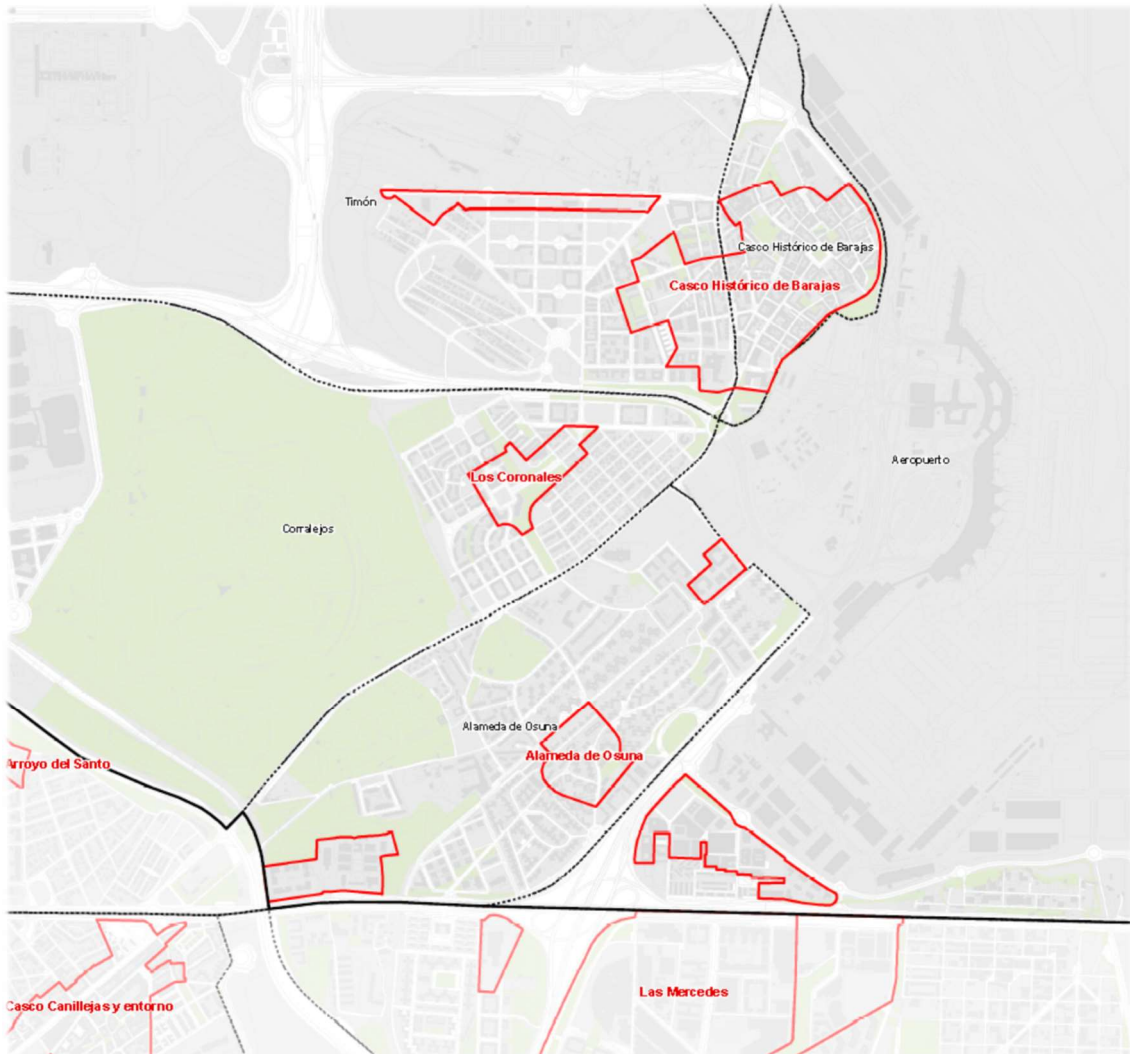 Timón
Casco Histórico de Barajas
Casco Histórico de Barajas
Aeropuerto
Los Coronales
Corralejos
Alameda de Osuna
Alameda de Osuna
Arroyo del Santo
Las Mercedes
Casco Canillejas y entorno